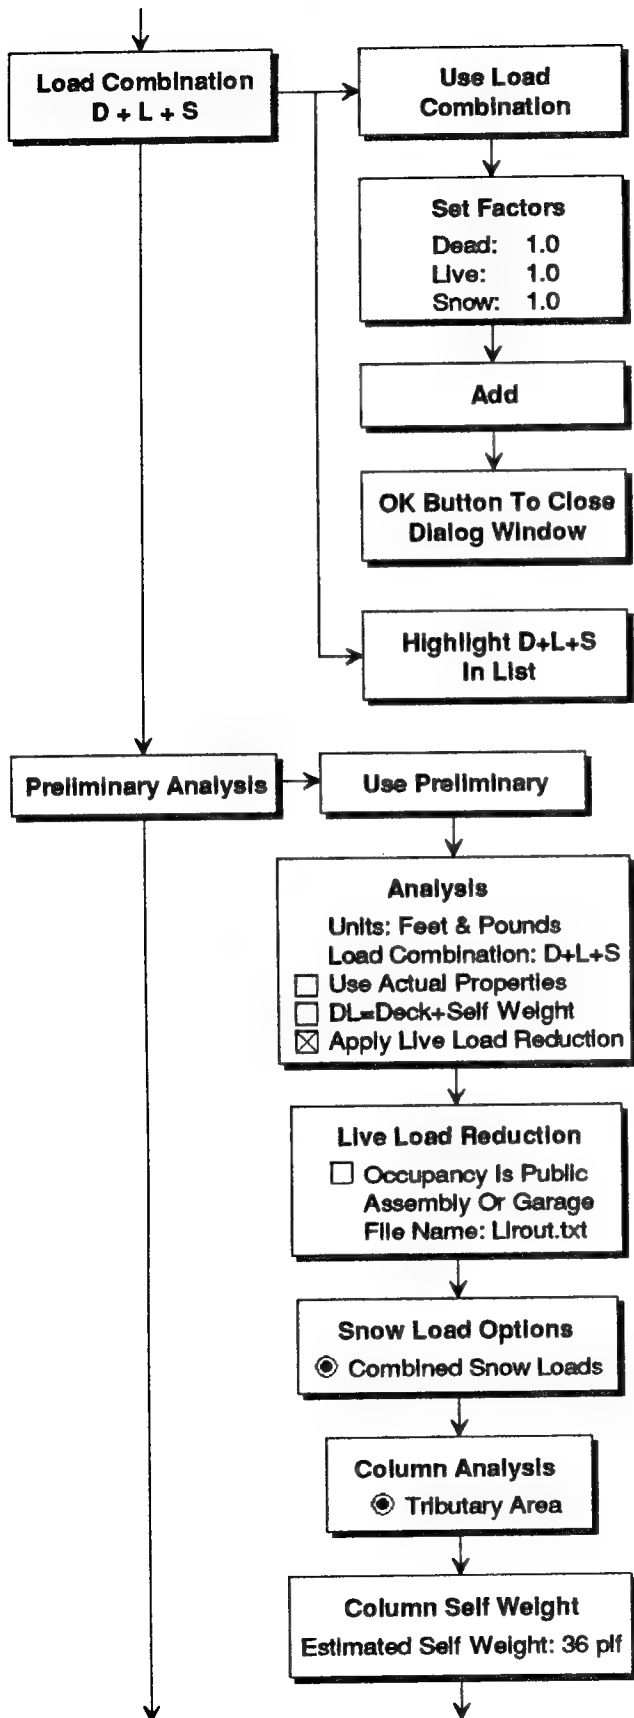 Load Combination
D + L + S
Use Load
Combination
Set Factors
Dead: 1.0
Live: 1.0
Snow: 1.0
Add
OK Button To Close
Dialog Window
Highlight D+L+S
In List
Preliminary Analysis
Use Preliminary
Analysis
Units: Feet & Pounds
Load Combination: D+L+S
Use Actual Properties
DL=Deck+Self Weight
Apply Live Load Reduction
Live Load Reduction
Occupancy Is Public
Assembly Or Garage
File Name: Llrout.txt
Snow Load Options
Combined Snow Loads
Column Analysis
Tributary Area
Column Self Weight
Estimated Self Weight: 36 plf